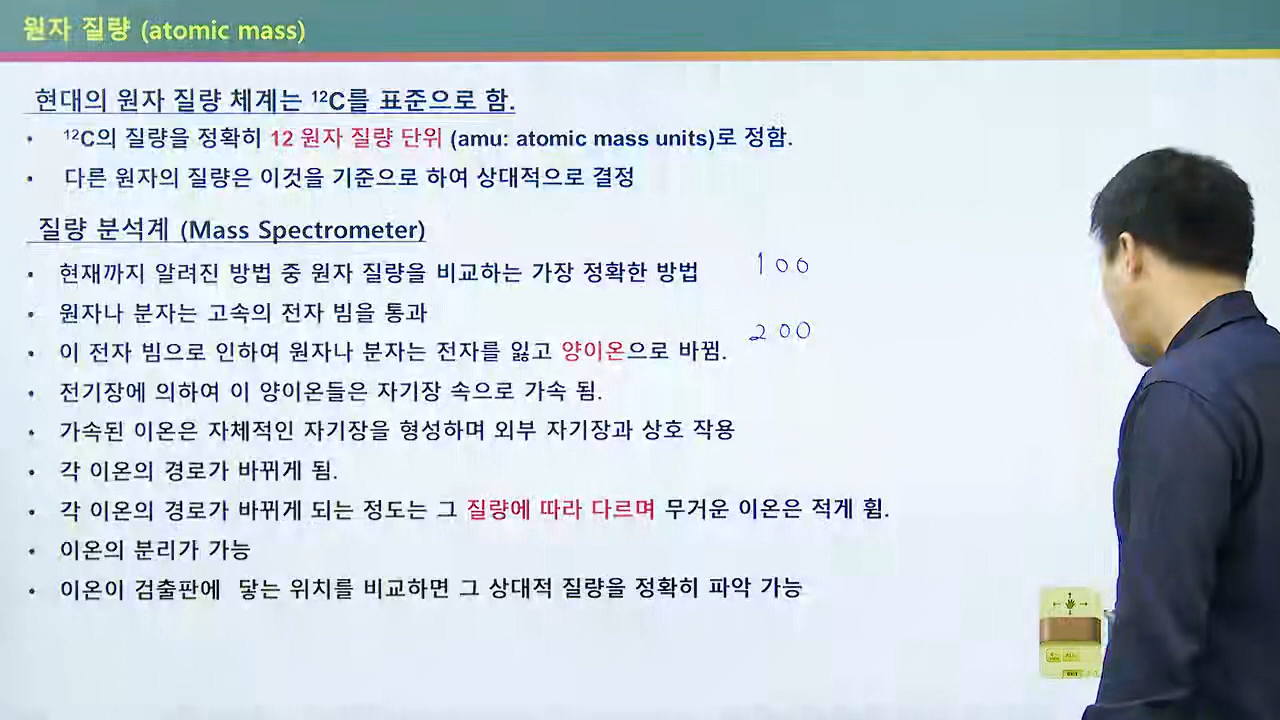 원자 질량 (atomic mass)
현대의 원자 질량 체계는 ¹²C를 표준으로 함.
• ¹²C의 질량을 정확히 12 원자 질량 단위 (amu: atomic mass units)로 정함.
• 다른 원자의 질량은 이것을 기준으로 하여 상대적으로 결정
질량 분석계 (Mass Spectrometer)
• 현재까지 알려진 방법 중 원자 질량을 비교하는 가장 정확한 방법
100
• 원자나 분자는 고속의 전자 빔을 통과
200
• 이 전자 빔으로 인하여 원자나 분자는 전자를 잃고 양이온으로 바뀜.
• 전기장에 의하여 이 양이온들은 자기장 속으로 가속 됨.
• 가속된 이온은 자체적인 자기장을 형성하며 외부 자기장과 상호 작용
• 각 이온의 경로가 바뀌게 됨.
• 각 이온의 경로가 바뀌게 되는 정도는 그 질량에 따라 다르며 무거운 이온은 적게 휨.
• 이온의 분리가 가능
• 이온이 검출판에 닿는 위치를 비교하면 그 상대적 질량을 정확히 파악 가능